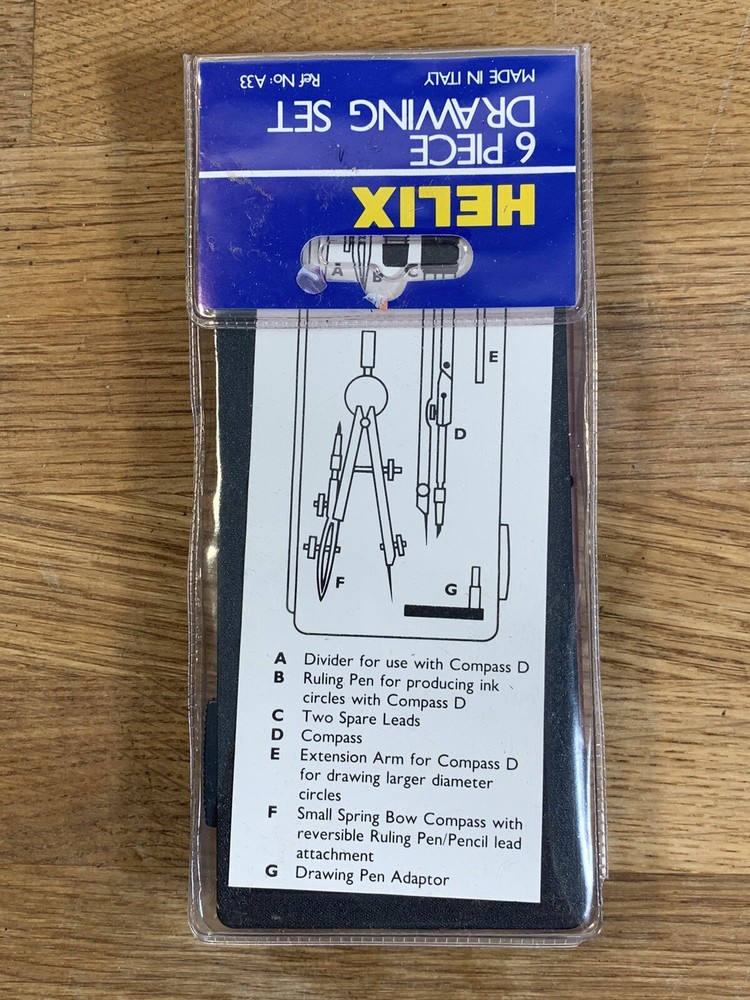 HELIX
6 PIECE
DRAWING SET
MADE IN ITALY Ref No: A33
A B C
E
D
F
G
A Divider for use with Compass D
B Ruling Pen for producing ink
circles with Compass D
C Two Spare Leads
D Compass
E Extension Arm for Compass D
for drawing larger diameter
circles
F Small Spring Bow Compass with
reversible Ruling Pen/Pencil lead
attachment
G Drawing Pen Adaptor